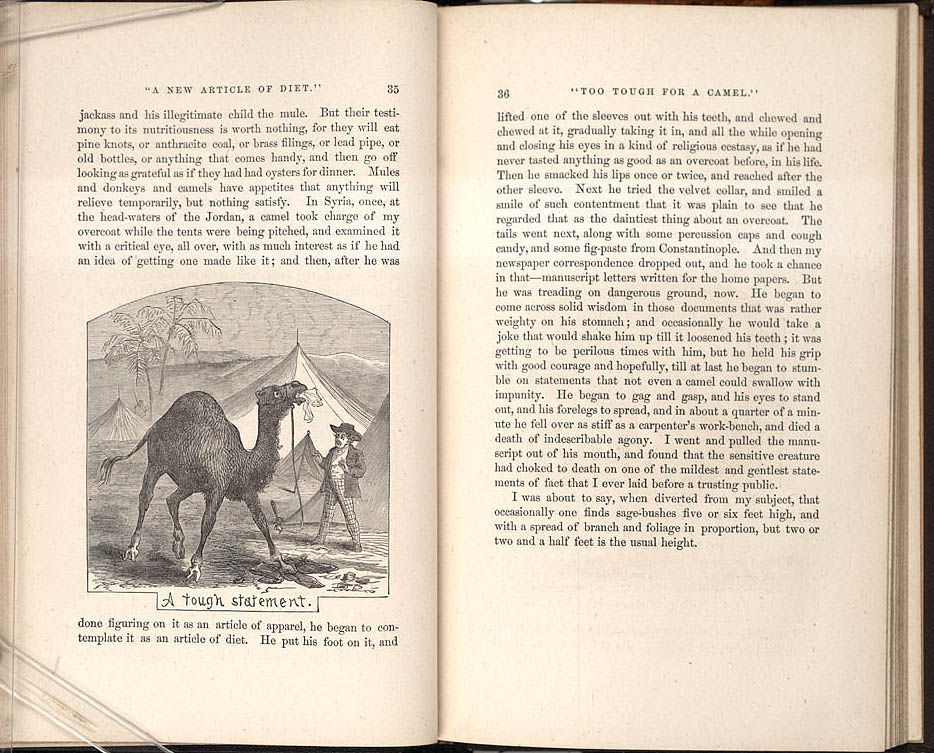 "A NEW ARTICLE OF DIET." 35
jackass and his illegitimate child the mule. But their testi-
mony to its nutritiousness is worth nothing, for they will eat
pine knots, or anthracite coal, or brass filings, or lead pipe, or
old bottles, or anything that comes handy, and then go off
looking as grateful as if they had had oysters for dinner. Mules
and donkeys and camels have appetites that anything will
relieve temporarily, but nothing satisfy. In Syria, once, at
the head-waters of the Jordan, a camel took charge of my
overcoat while the tents were being pitched, and examined it
with a critical eye, all over, with as much interest as if he had
an idea of getting one made like it; and then, after he was
A tough statement.
done figuring on it as an article of apparel, he began to con-
template it as an article of diet. He put his foot on it, and
36 "TOO TOUGH FOR A CAMEL."
lifted one of the sleeves out with his teeth, and chewed and
chewed at it, gradually taking it in, and all the while opening
and closing his eyes in a kind of religious ecstasy, as if he had
never tasted anything as good as an overcoat before, in his life.
Then he smacked his lips once or twice, and reached after the
other sleeve. Next he tried the velvet collar, and smiled a
smile of such contentment that it was plain to see that he
regarded that as the daintiest thing about an overcoat. The
tails went next, along with some percussion caps and cough
candy, and some fig-paste from Constantinople. And then my
newspaper correspondence dropped out, and he took a chance
in that—manuscript letters written for the home papers. But
he was treading on dangerous ground, now. He began to
come across solid wisdom in those documents that was rather
weighty on his stomach; and occasionally he would take a
joke that would shake him up till it loosened his teeth; it was
getting to be perilous times with him, but he held his grip
with good courage and hopefully, till at last he began to stum-
ble on statements that not even a camel could swallow with
impunity. He began to gag and gasp, and his eyes to stand
out, and his forelegs to spread, and in about a quarter of a min-
ute he fell over as stiff as a carpenter's work-bench, and died a
death of indescribable agony. I went and pulled the manu-
script out of his mouth, and found that the sensitive creature
had choked to death on one of the mildest and gentlest state-
ments of fact that I ever laid before a trusting public.
I was about to say, when diverted from my subject, that
occasionally one finds sage-bushes five or six feet high, and
with a spread of branch and foliage in proportion, but two or
two and a half feet is the usual height.